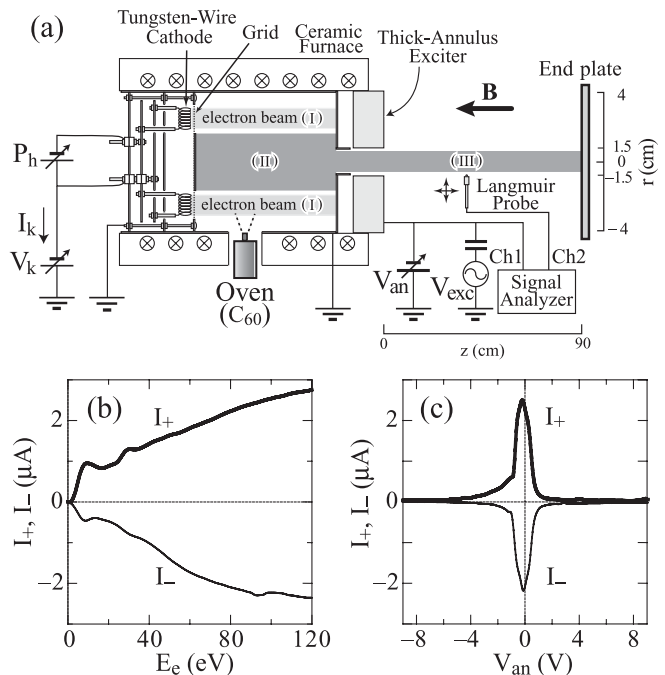 (a)
Tungsten-Wire
Cathode
Grid
Ceramic
Furnace
Thick-Annulus
Exciter
End plate
B
electron beam (I)
(II)
(III)
electron beam (I)
4
1.5
0
−1.5
−4
r (cm)
Langmuir
Probe
Ph
Ik
Vk
Oven
(C60)
Van
Vexc
Ch1
Ch2
Signal
Analyzer
0
90
z (cm)
(b)
I+
I−
I+, I− (μA)
2
0
−2
0
40
80
120
Ee (eV)
(c)
I+
I−
I+, I− (μA)
2
0
−2
−8
−4
0
4
8
Van (V)